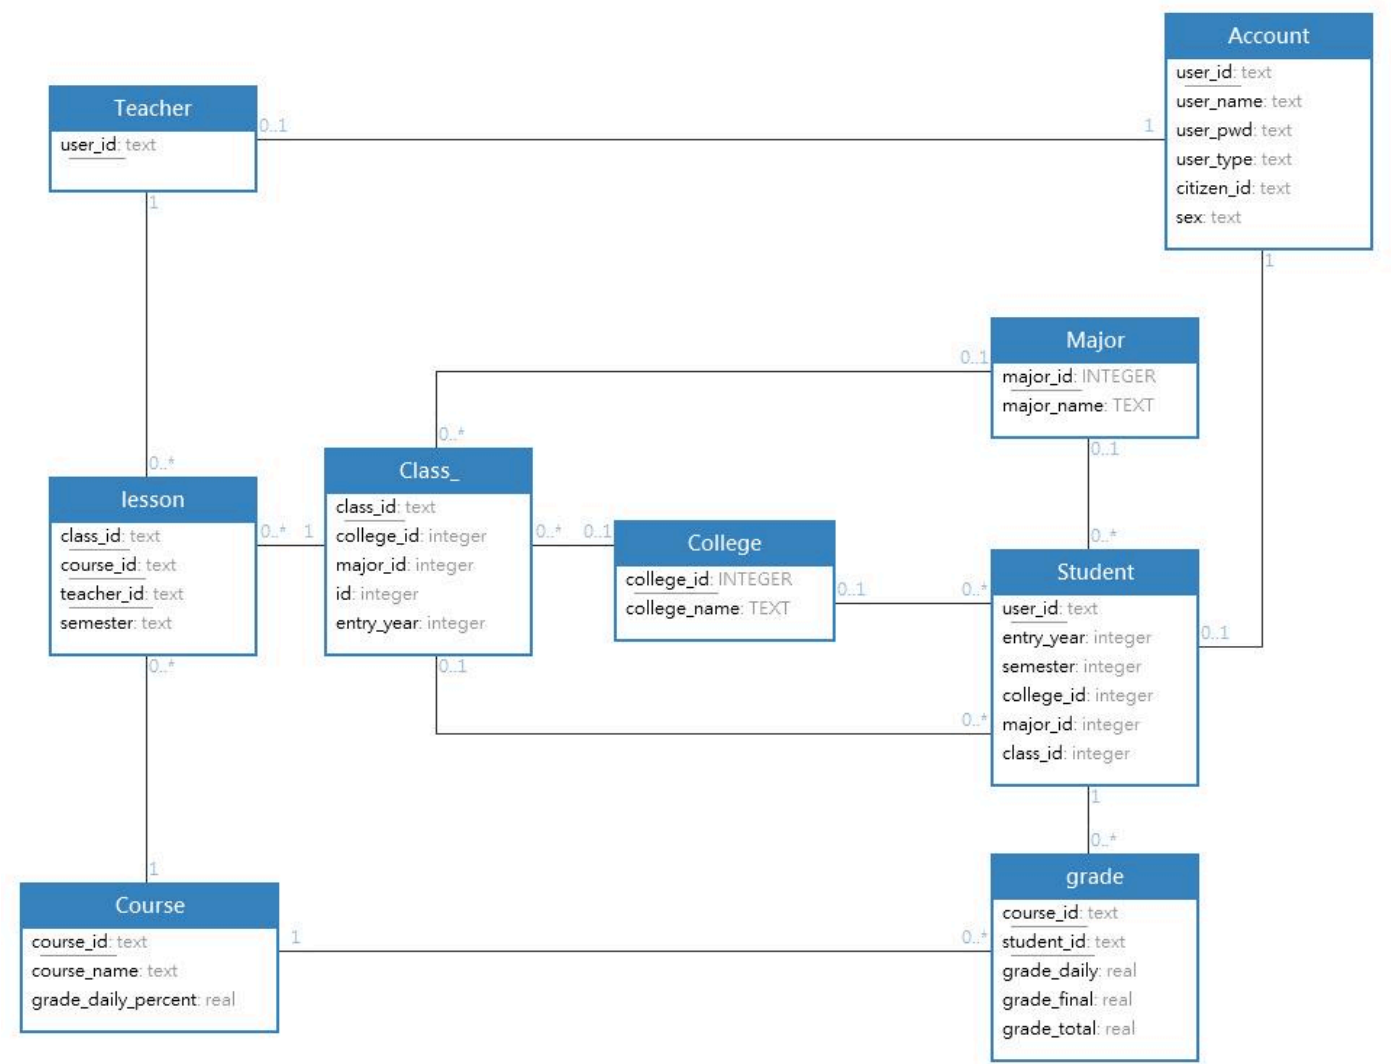 Account
user_id: text
user_name: text
user_pwd: text
user_type: text
citizen_id: text
sex: text
1
1
Teacher
user_id: text
0..1
1
Major
major_id: INTEGER
major_name: TEXT
0..1
0..1
0..*
lesson
class_id: text
course_id: text
teacher_id: text
semester: text
0..*
0..* 1
0..*
Class_
class_id: text
college_id: integer
major_id: integer
id: integer
entry_year: integer
0..*
0..* 0..1
0..1
College
college_id: INTEGER
college_name: TEXT
0..1 0..*
Student
user_id: text
entry_year: integer
semester: integer
college_id: integer
major_id: integer
class_id: integer
0..1
0..*
1
0..*
Course
course_id: text
course_name: text
grade_daily_percent: real
1
1 0..*
grade
course_id: text
student_id: text
grade_daily: real
grade_final: real
grade_total: real